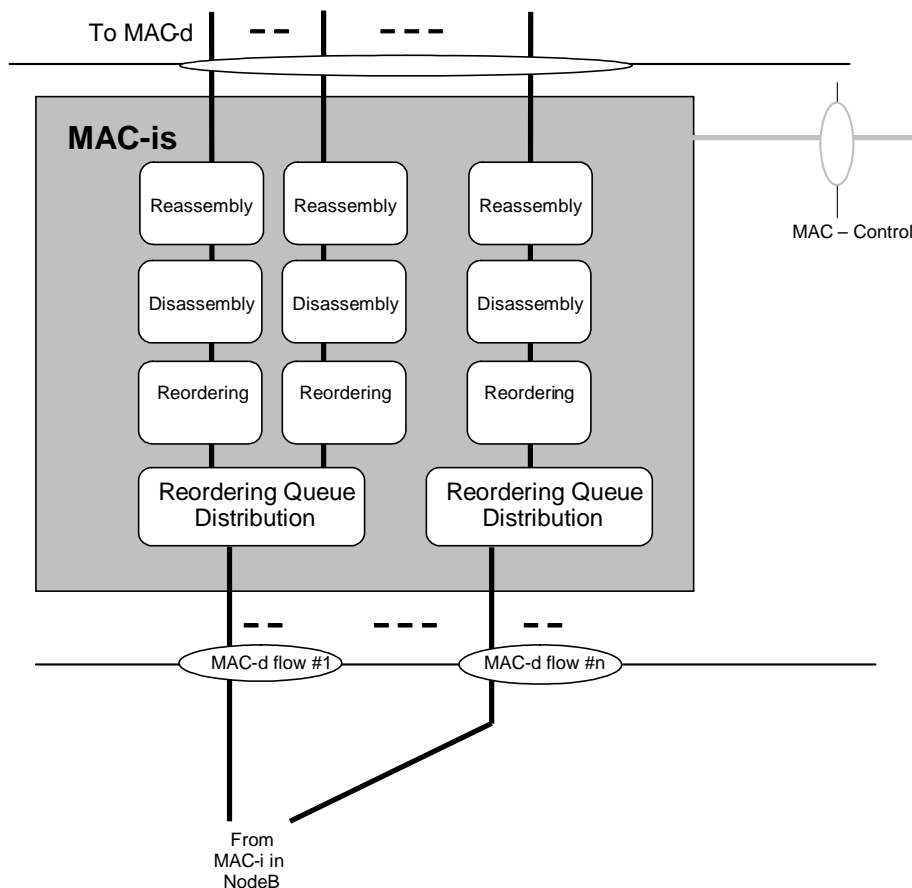 To MAC-d
MAC-is
MAC – Control
Reassembly
Reassembly
Reassembly
Disassembly
Disassembly
Disassembly
Reordering
Reordering
Reordering
Reordering Queue
Distribution
Reordering Queue
Distribution
MAC-d flow #1
MAC-d flow #n
From
MAC-i in
NodeB